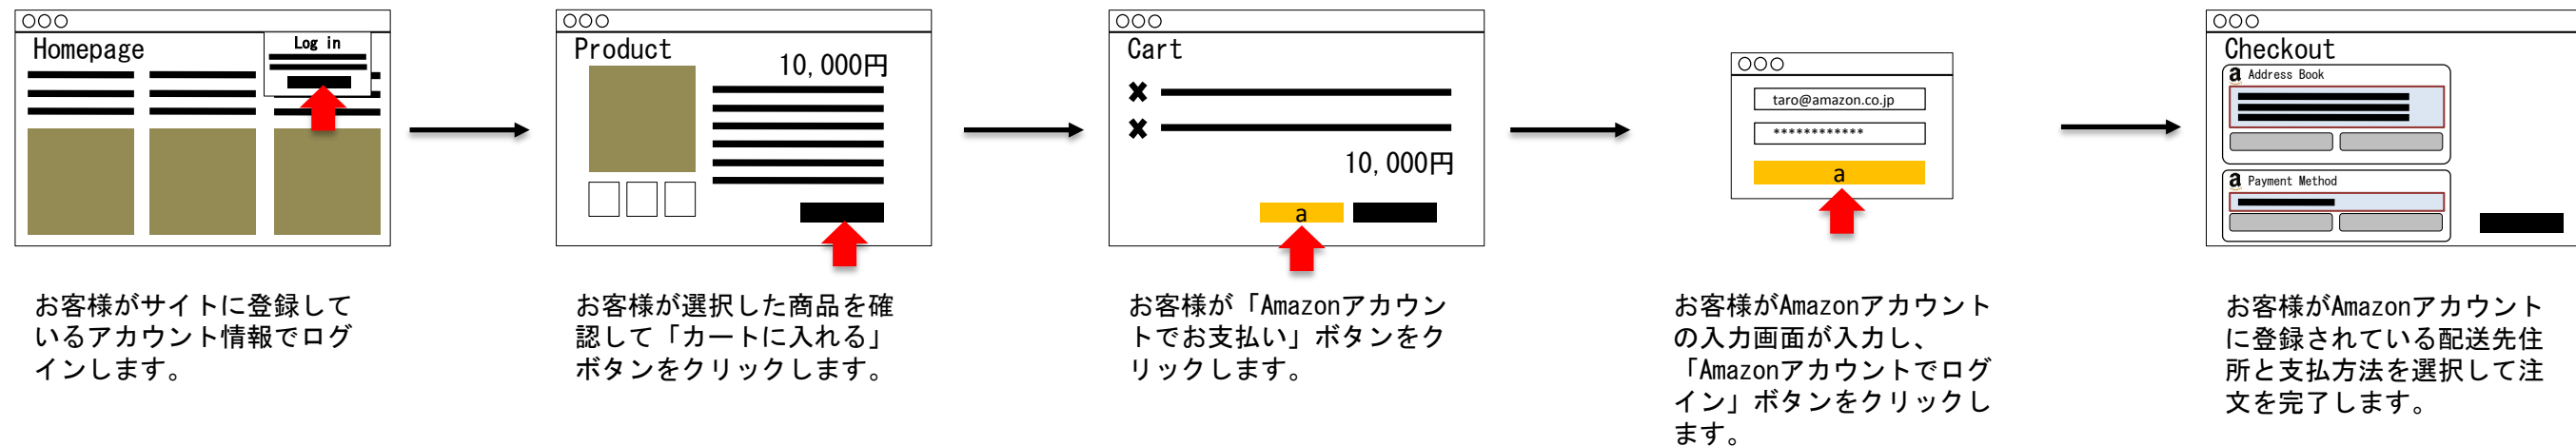 Homepage
Log in
お客様がサイトに登録して
いるアカウント情報でログ
インします。
Product
10,000円
お客様が選択した商品を確
認して「カートに入れる」
ボタンをクリックします。
Cart
10,000円
a
お客様が「Amazonアカウン
トでお支払い」ボタンをク
リックします。
taro@amazon.co.jp
************
a
お客様がAmazonアカウント
の入力画面が入力し、
「Amazonアカウントでログ
イン」ボタンをクリックし
ます。
Checkout
a Address Book
a Payment Method
お客様がAmazonアカウント
に登録されている配送先住
所と支払方法を選択して注
文を完了します。